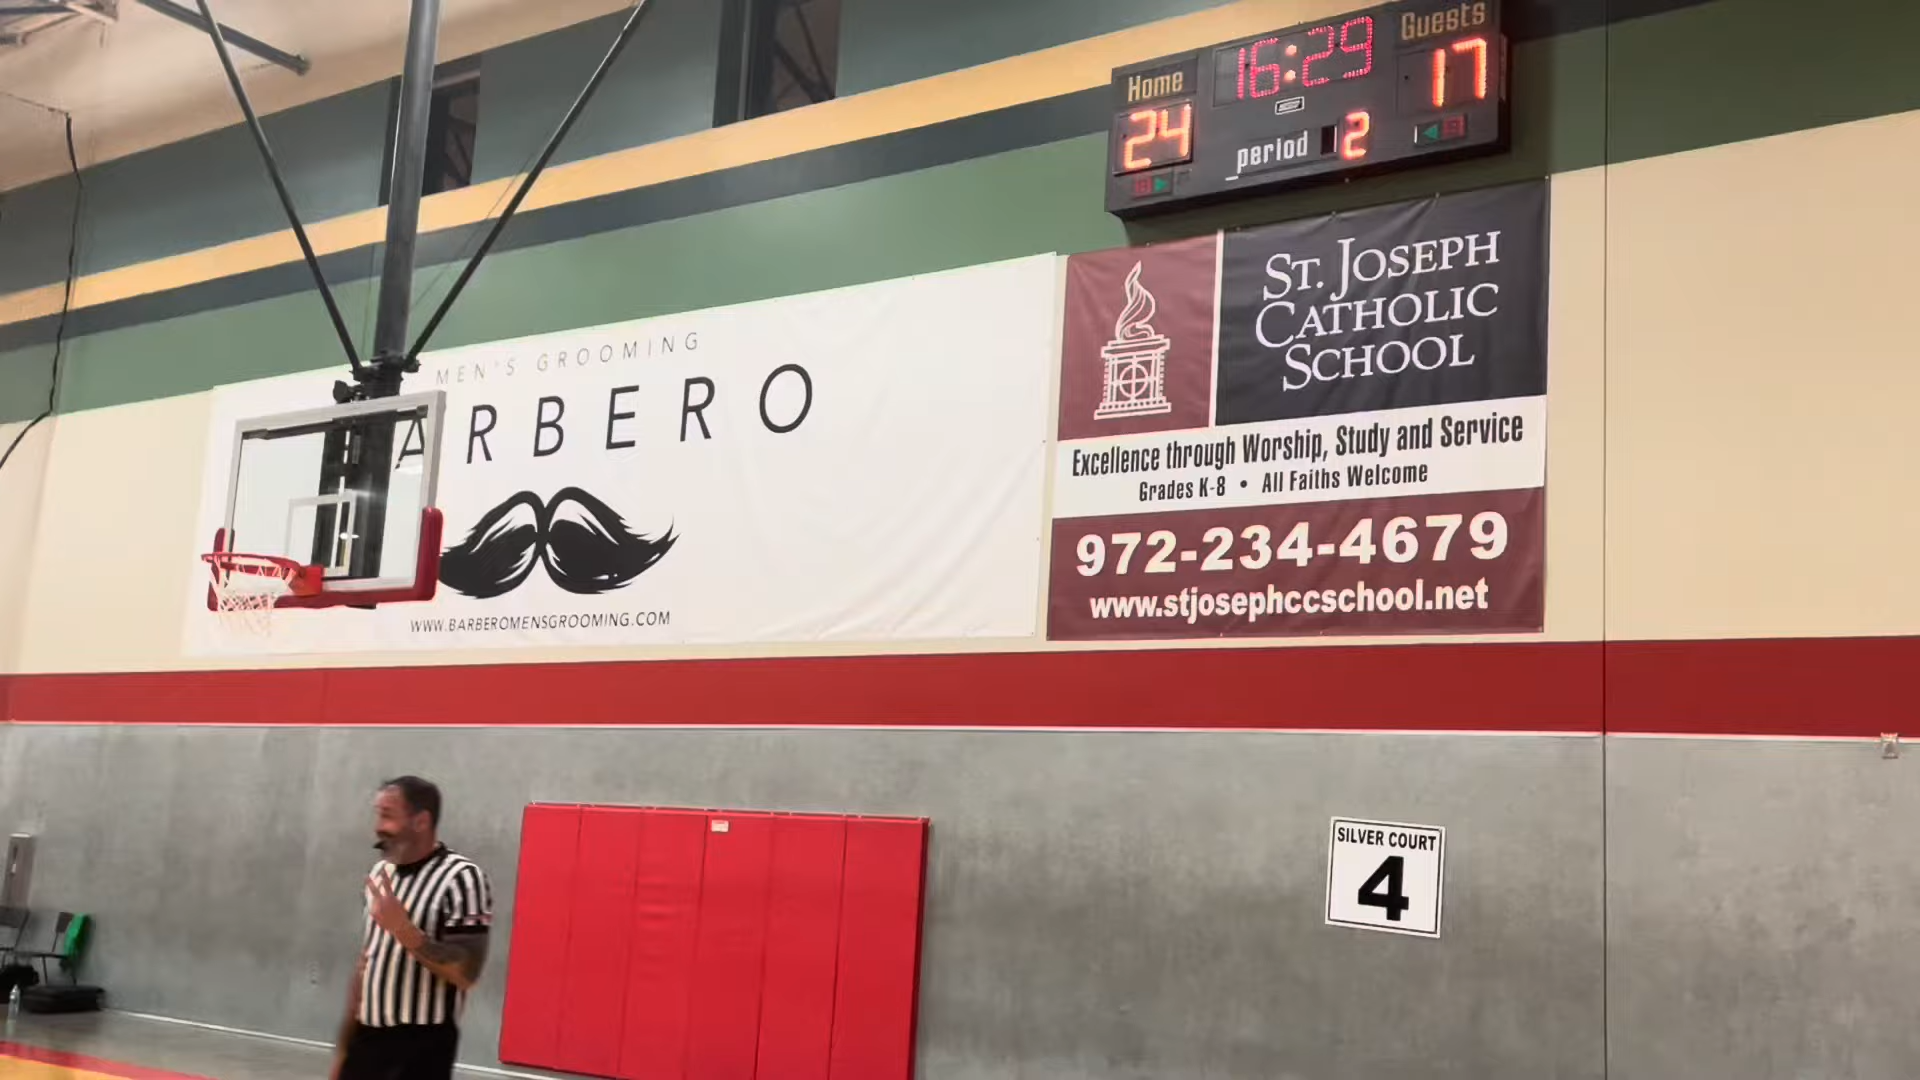 Home
16:29
Guests
24
17
period 2
MEN'S GROOMING
ARBERO
WWW.BARBEROMENSGROOMING.COM
ST. JOSEPH
CATHOLIC
SCHOOL
Excellence through Worship, Study and Service
Grades K-8 • All Faiths Welcome
972-234-4679
www.stjosephccschool.net
SILVER COURT
4